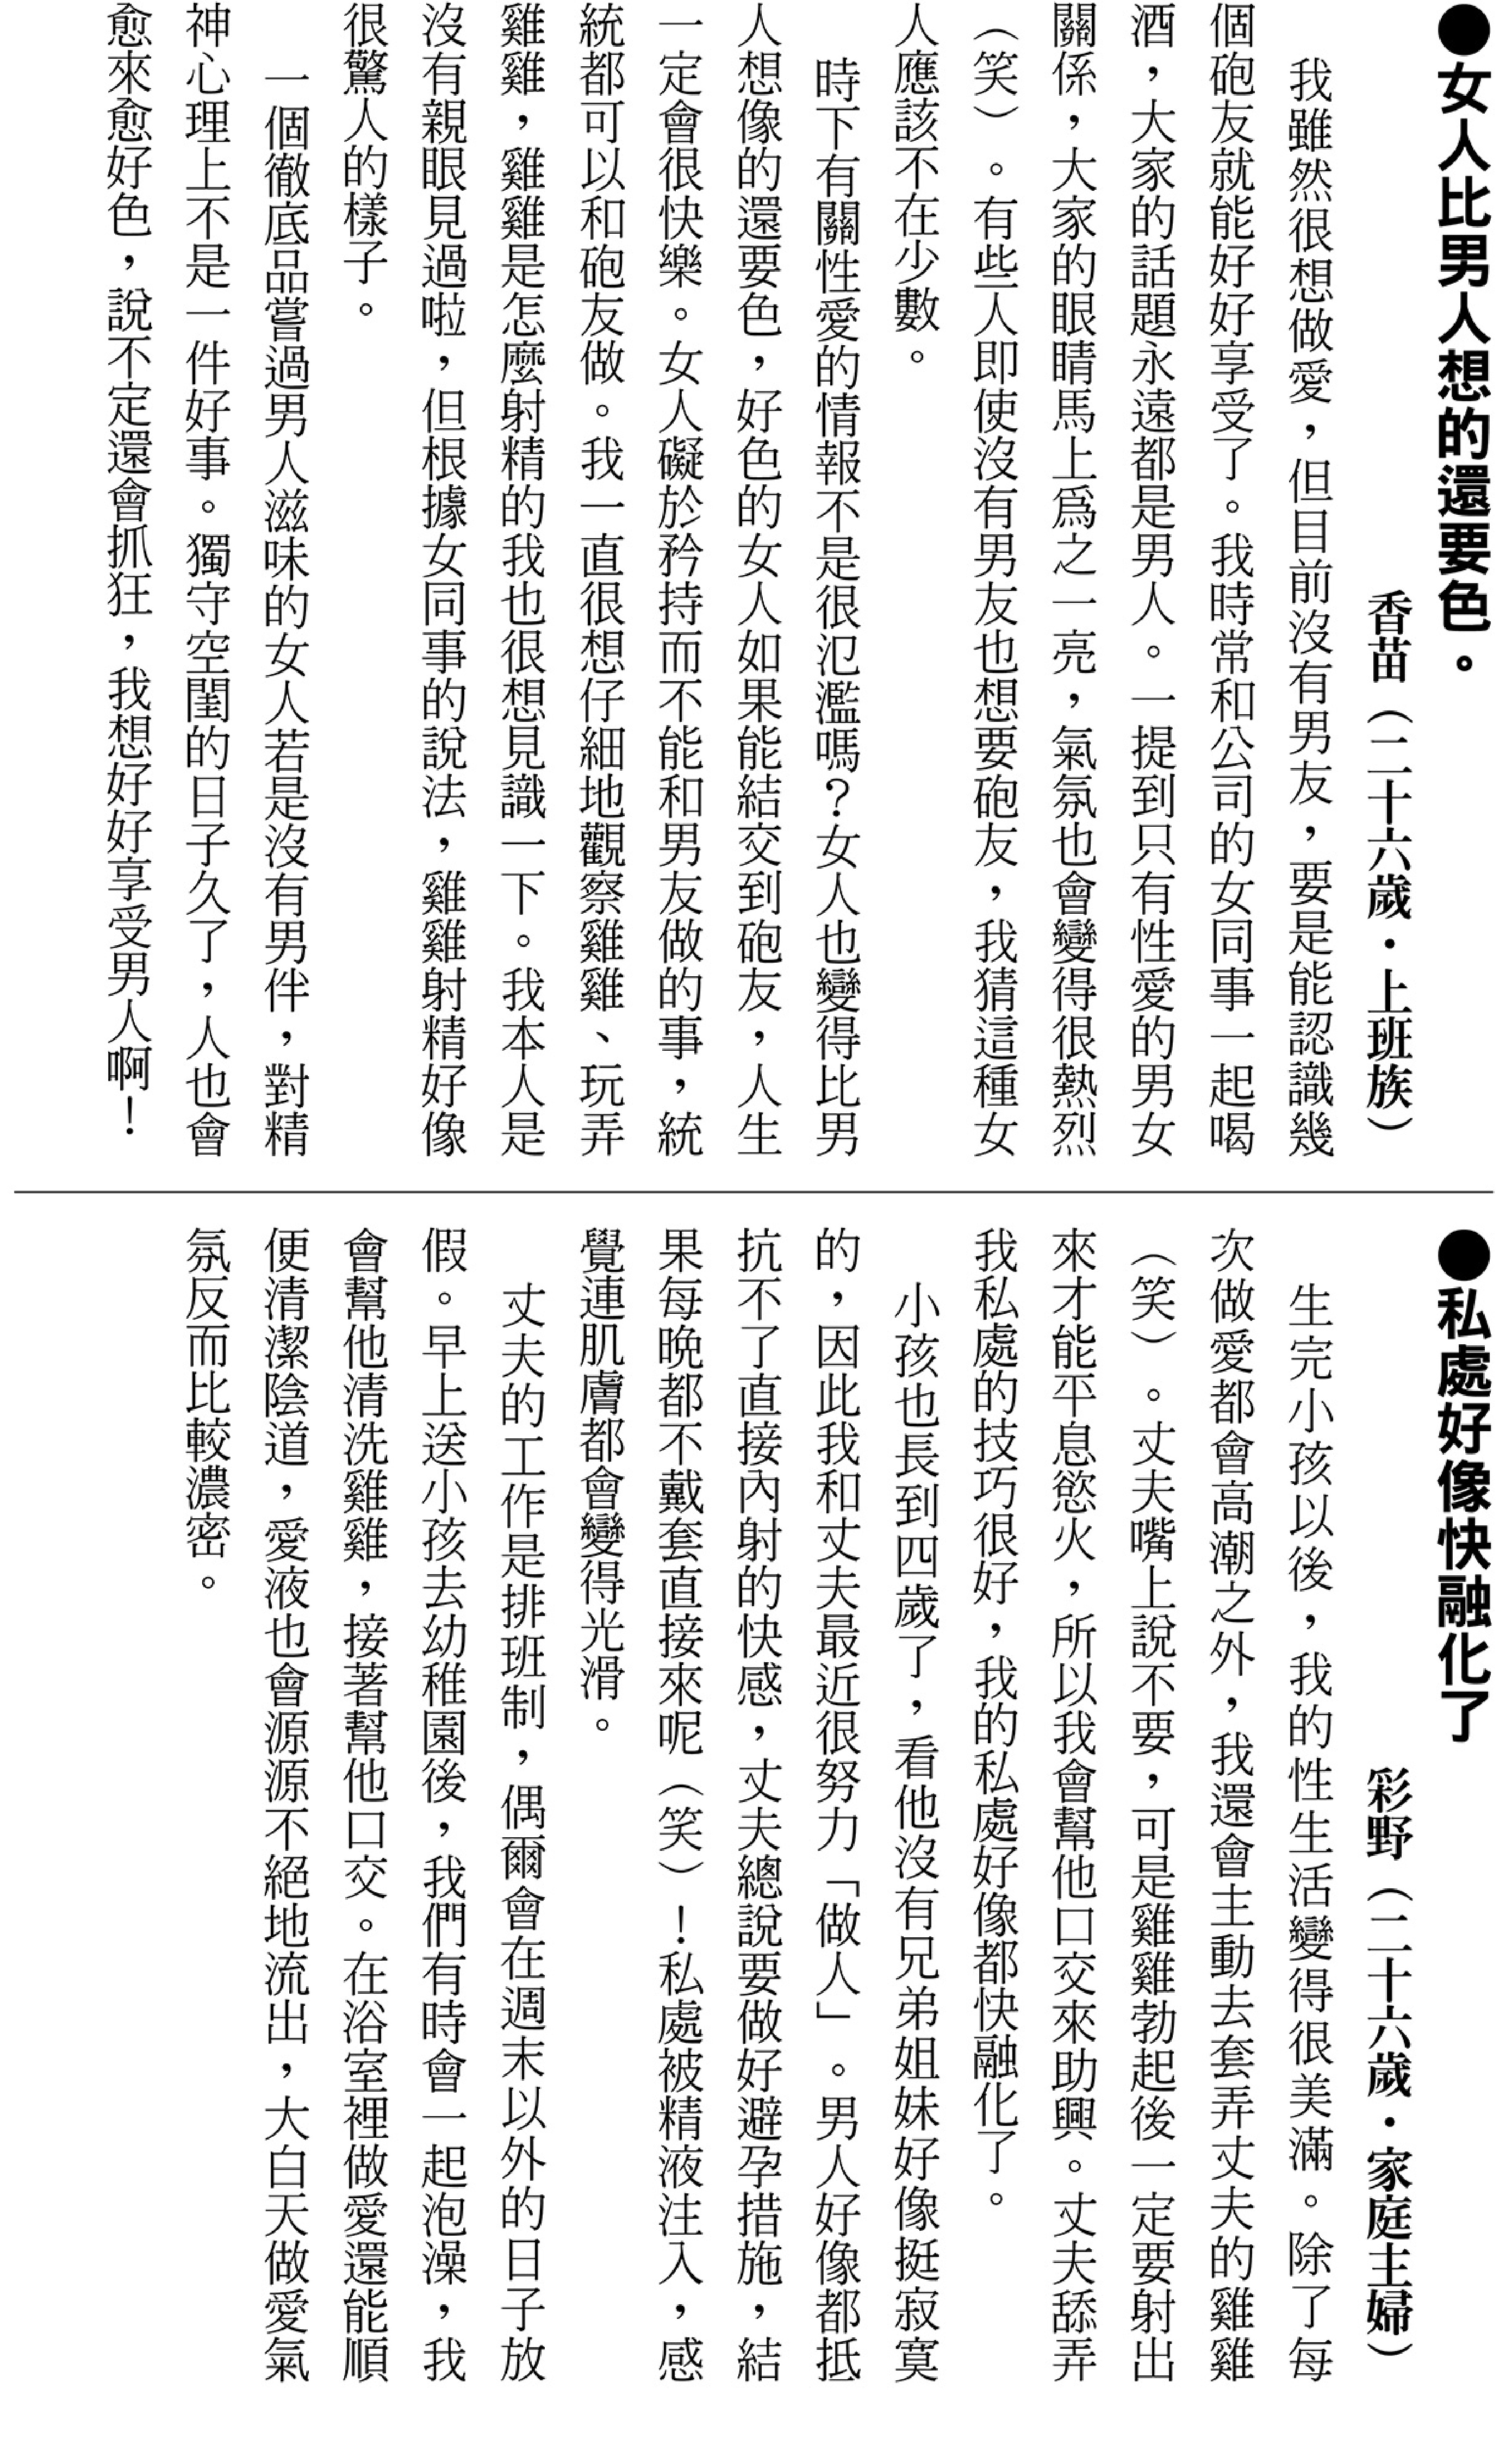 ●女人比男人想的還要色。
香苗（二十六歲・上班族）
我雖然很想做愛，但目前沒有男友，要是能認識幾
個砲友就能好好享受了。我時常和公司的女同事一起喝
酒，大家的話題永遠都是男人。一提到只有性愛的男女
關係，大家的眼睛馬上為之一亮，氣氛也會變得很熱烈
（笑）。有些人即使沒有男友也想要砲友，我猜這種女
人應該不在少數。
時下有關性愛的情報不是很氾濫嗎？女人也變得比男
人想像的還要色，好色的女人如果能結交到砲友，人生
一定會很快樂。女人礙於矜持而不能和男友做的事，統
統都可以和砲友做。我一直很想仔細地觀察雞雞、玩弄
雞雞，雞雞是怎麼射精的我也很想見識一下。我本人是
沒有親眼見過啦，但根據女同事的說法，雞雞射精好像
很驚人的樣子。
一個徹底品嘗過男人滋味的女人若是沒有男伴，對精
神心理上不是一件好事。獨守空閨的日子久了，人也會
愈來愈好色，說不定還會抓狂，我想好好享受男人啊！
●私處好像快融化了
彩野（二十六歲・家庭主婦）
生完小孩以後，我的性生活變得很美滿。除了每
次做愛都會高潮之外，我還會主動去套弄丈夫的雞雞
（笑）。丈夫嘴上說不要，可是雞雞勃起後一定要射出
來才能平息慾火，所以我會幫他口交來助興。丈夫舔弄
我私處的技巧很好，我的私處好像都快融化了。
小孩也長到四歲了，看他沒有兄弟姐妹好像挺寂寞
的，因此我和丈夫最近很努力「做人」。男人好像都抵
抗不了直接內射的快感，丈夫總說要做好避孕措施，結
果每晚都不戴套直接來呢（笑）！私處被精液注入，感
覺連肌膚都會變得光滑。
丈夫的工作是排班制，偶爾會在週末以外的日子放
假。早上送小孩去幼稚園後，我們有時會一起泡澡，我
會幫他清洗雞雞，接著幫他口交。在浴室裡做愛還能順
便清潔陰道，愛液也會源源不絕地流出，大白天做愛氣
氛反而比較濃密。